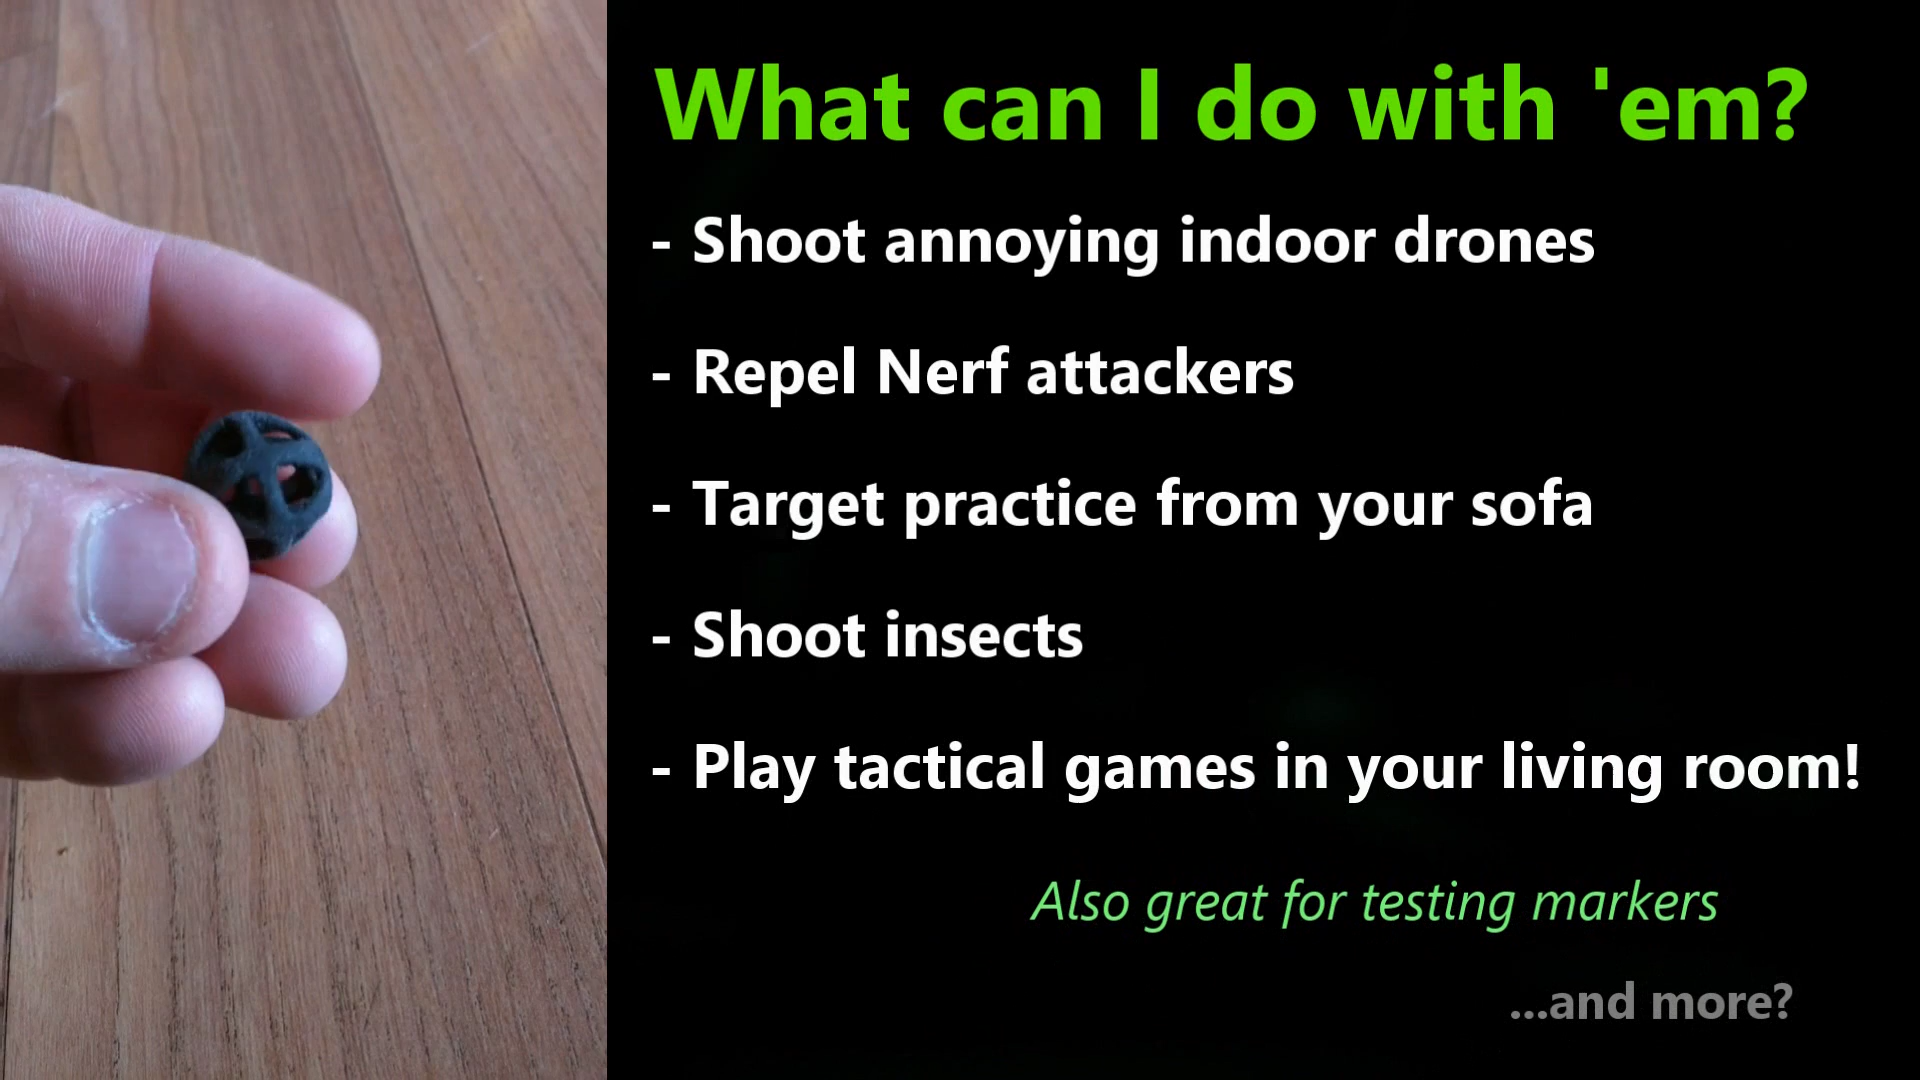 What can I do with 'em?
- Shoot annoying indoor drones
- Repel Nerf attackers
- Target practice from your sofa
- Shoot insects
- Play tactical games in your living room!
Also great for testing markers
...and more?